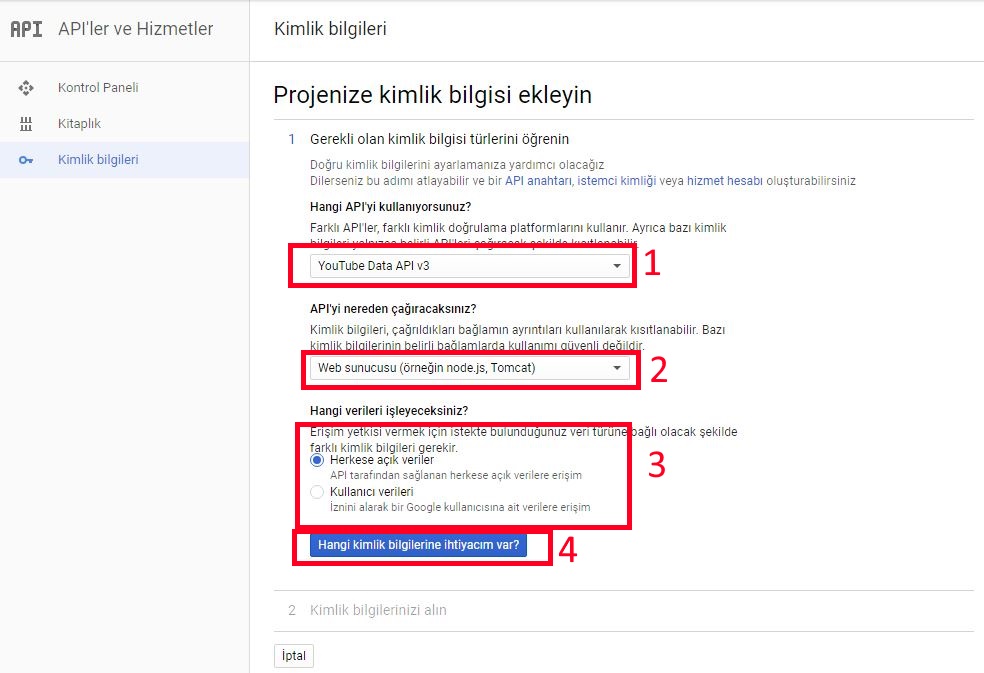 API API'ler ve Hizmetler
Kimlik bilgileri
Kontrol Paneli
Kitaplık
Kimlik bilgileri
Projenize kimlik bilgisi ekleyin
1 Gerekli olan kimlik bilgisi türlerini öğrenin
Doğru kimlik bilgilerini ayarlamanıza yardımcı olacağız
Dilerseniz bu adımı atlayabilir ve bir API anahtarı, istemci kimliği veya hizmet hesabı oluşturabilirsiniz
Hangi API'yi kullanıyorsunuz?
Farklı API'ler, farklı kimlik doğrulama platformlarını kullanır. Ayrıca bazı kimlik
bilgileri yalnızca belirli API'leri çağıracak şekilde kısıtlanabilir.
YouTube Data API v3
1
API'yi nereden çağıracaksınız?
Kimlik bilgileri, çağrıldıkları bağlamın ayrıntıları kullanılarak kısıtlanabilir. Bazı
kimlik bilgilerinin belirli bağlamlarda kullanımı güvenli değildir.
Web sunucusu (örneğin node.js, Tomcat)
2
Hangi verileri işleyeceksiniz?
Erişim yetkisi vermek için istekte bulunduğunuz veri türüne bağlı olacak şekilde
farklı kimlik bilgileri gerekir.
Herkese açık veriler
API tarafından sağlanan herkese açık verilere erişim
Kullanıcı verileri
İznini alarak bir Google kullanıcısına ait verilere erişim
3
Hangi kimlik bilgilerine ihtiyacım var?
4
2 Kimlik bilgilerinizi alın
İptal